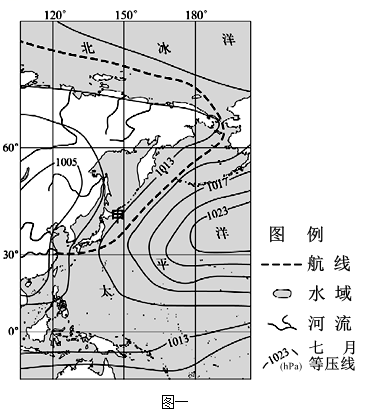 120° 150° 180°
北 冰 洋
60°
1005
1013
1017
甲
1023
洋
30°
平
太
0°
1013
图 例
航 线
水 域
河 流
1023
(hPa)
七 月
等压线
图一